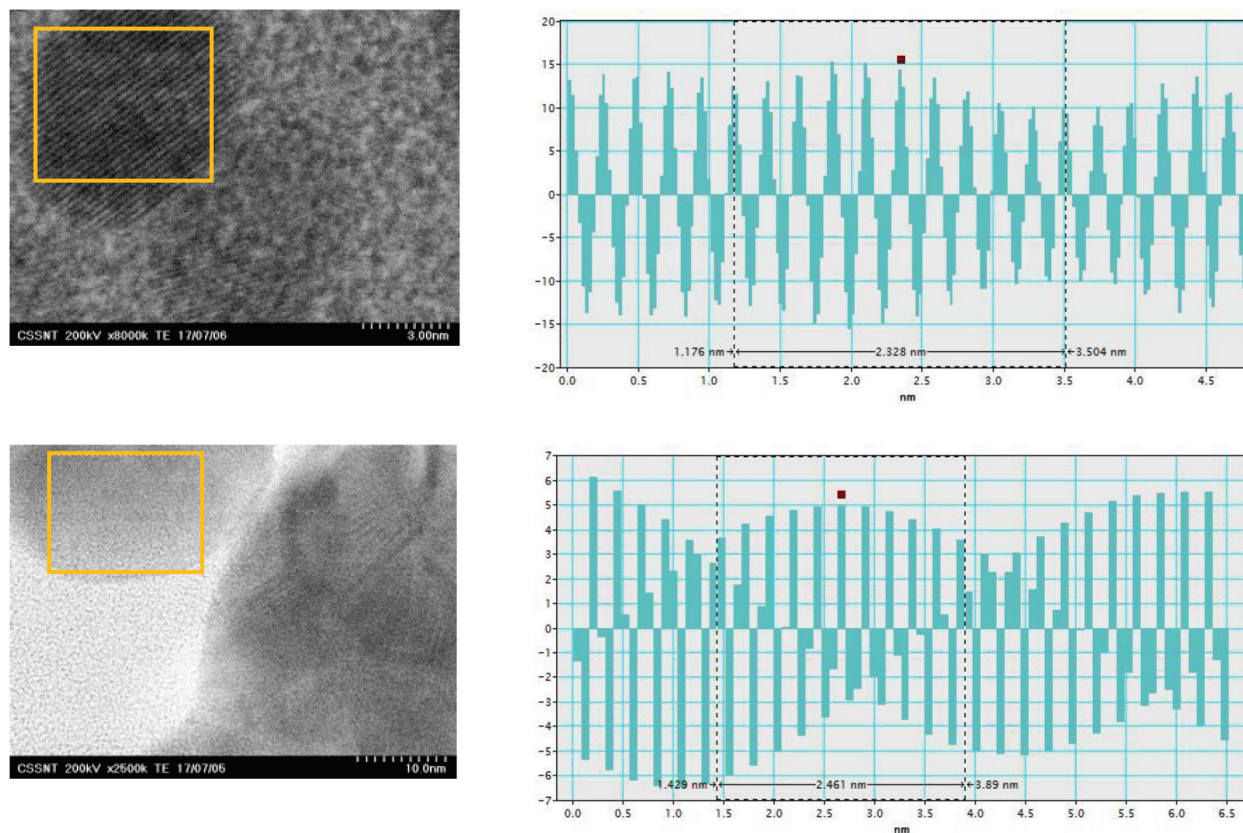 CSSNT 200kV x8000k TE 17/07/06
3.00nm
20
15
10
5
0
−5
−10
−15
−20
1.176 nm
2.328 nm
3.504 nm
0.0 0.5 1.0 1.5 2.0 2.5 3.0 3.5 4.0 4.5
nm
CSSNT 200kV x2500k TE 17/07/05
10.0nm
7
6
5
4
3
2
1
0
−1
−2
−3
−4
−5
−6
−7
1.429 nm
2.461 nm
3.89 nm
0.0 0.5 1.0 1.5 2.0 2.5 3.0 3.5 4.0 4.5 5.0 5.5 6.0 6.5
nm